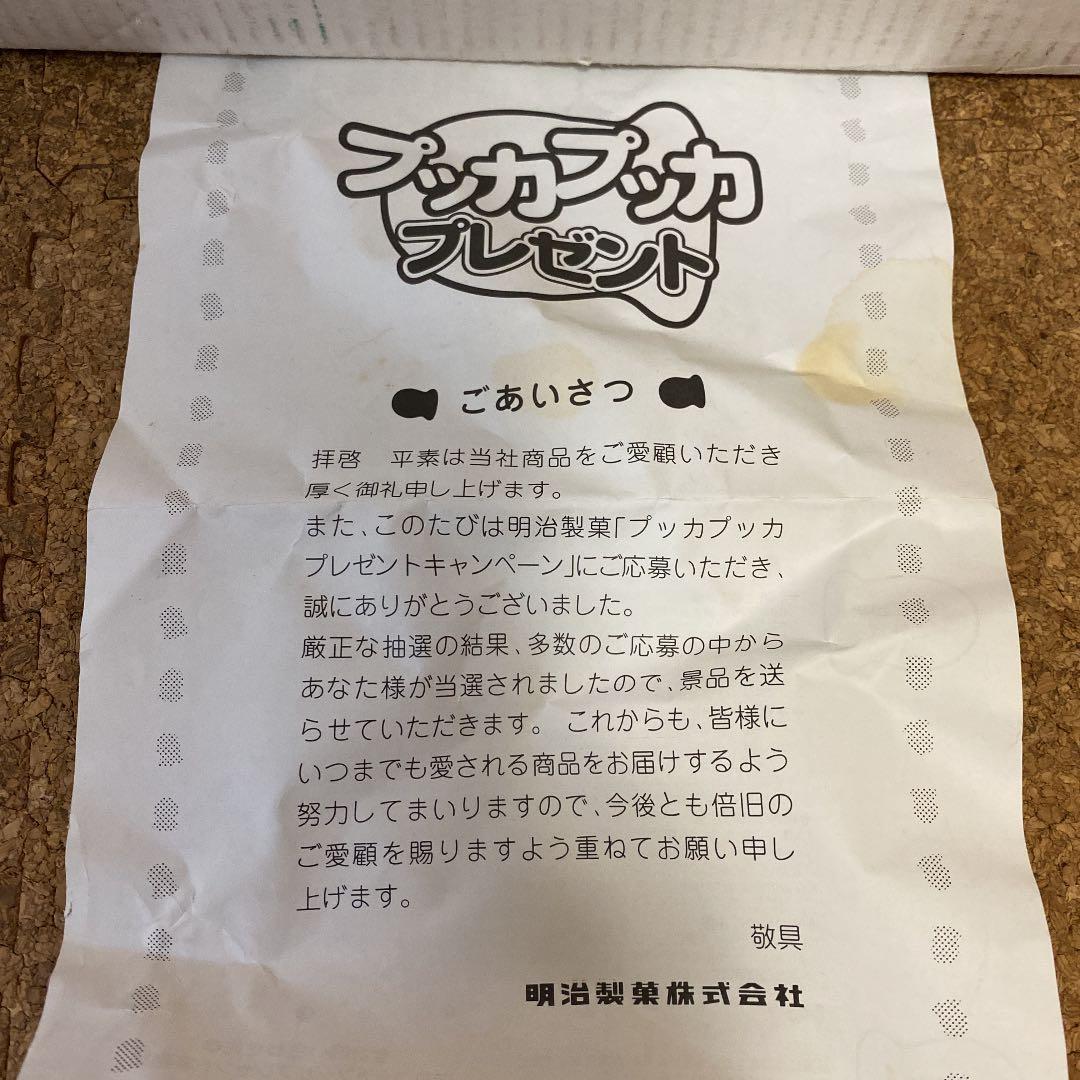 プッカプッカ
プレゼント
ごあいさつ
拝啓　平素は当社商品をご愛顧いただき
厚く御礼申し上げます。
また、このたびは明治製菓「プッカプッカ
プレゼントキャンペーン」にご応募いただき、
誠にありがとうございました。
厳正な抽選の結果、多数のご応募の中から
あなた様が当選されましたので、景品を送
らせていただきます。これからも、皆様に
いつまでも愛される商品をお届けするよう
努力してまいりますので、今後とも倍旧の
ご愛顧を賜りますよう重ねてお願い申し
上げます。
敬具
明治製菓株式会社